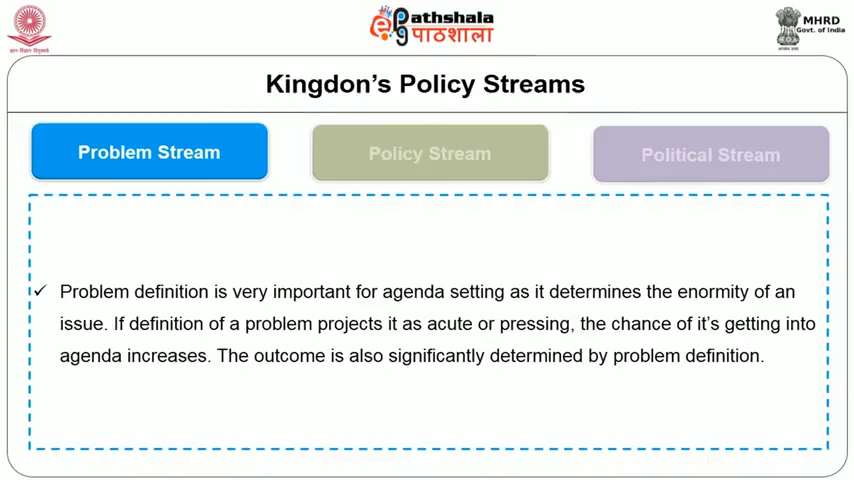 ePathshala
पाठशाला
MHRD
Govt. of India
Kingdon's Policy Streams
Problem Stream
Policy Stream
Political Stream
✓ Problem definition is very important for agenda setting as it determines the enormity of an
issue. If definition of a problem projects it as acute or pressing, the chance of it's getting into
agenda increases. The outcome is also significantly determined by problem definition.